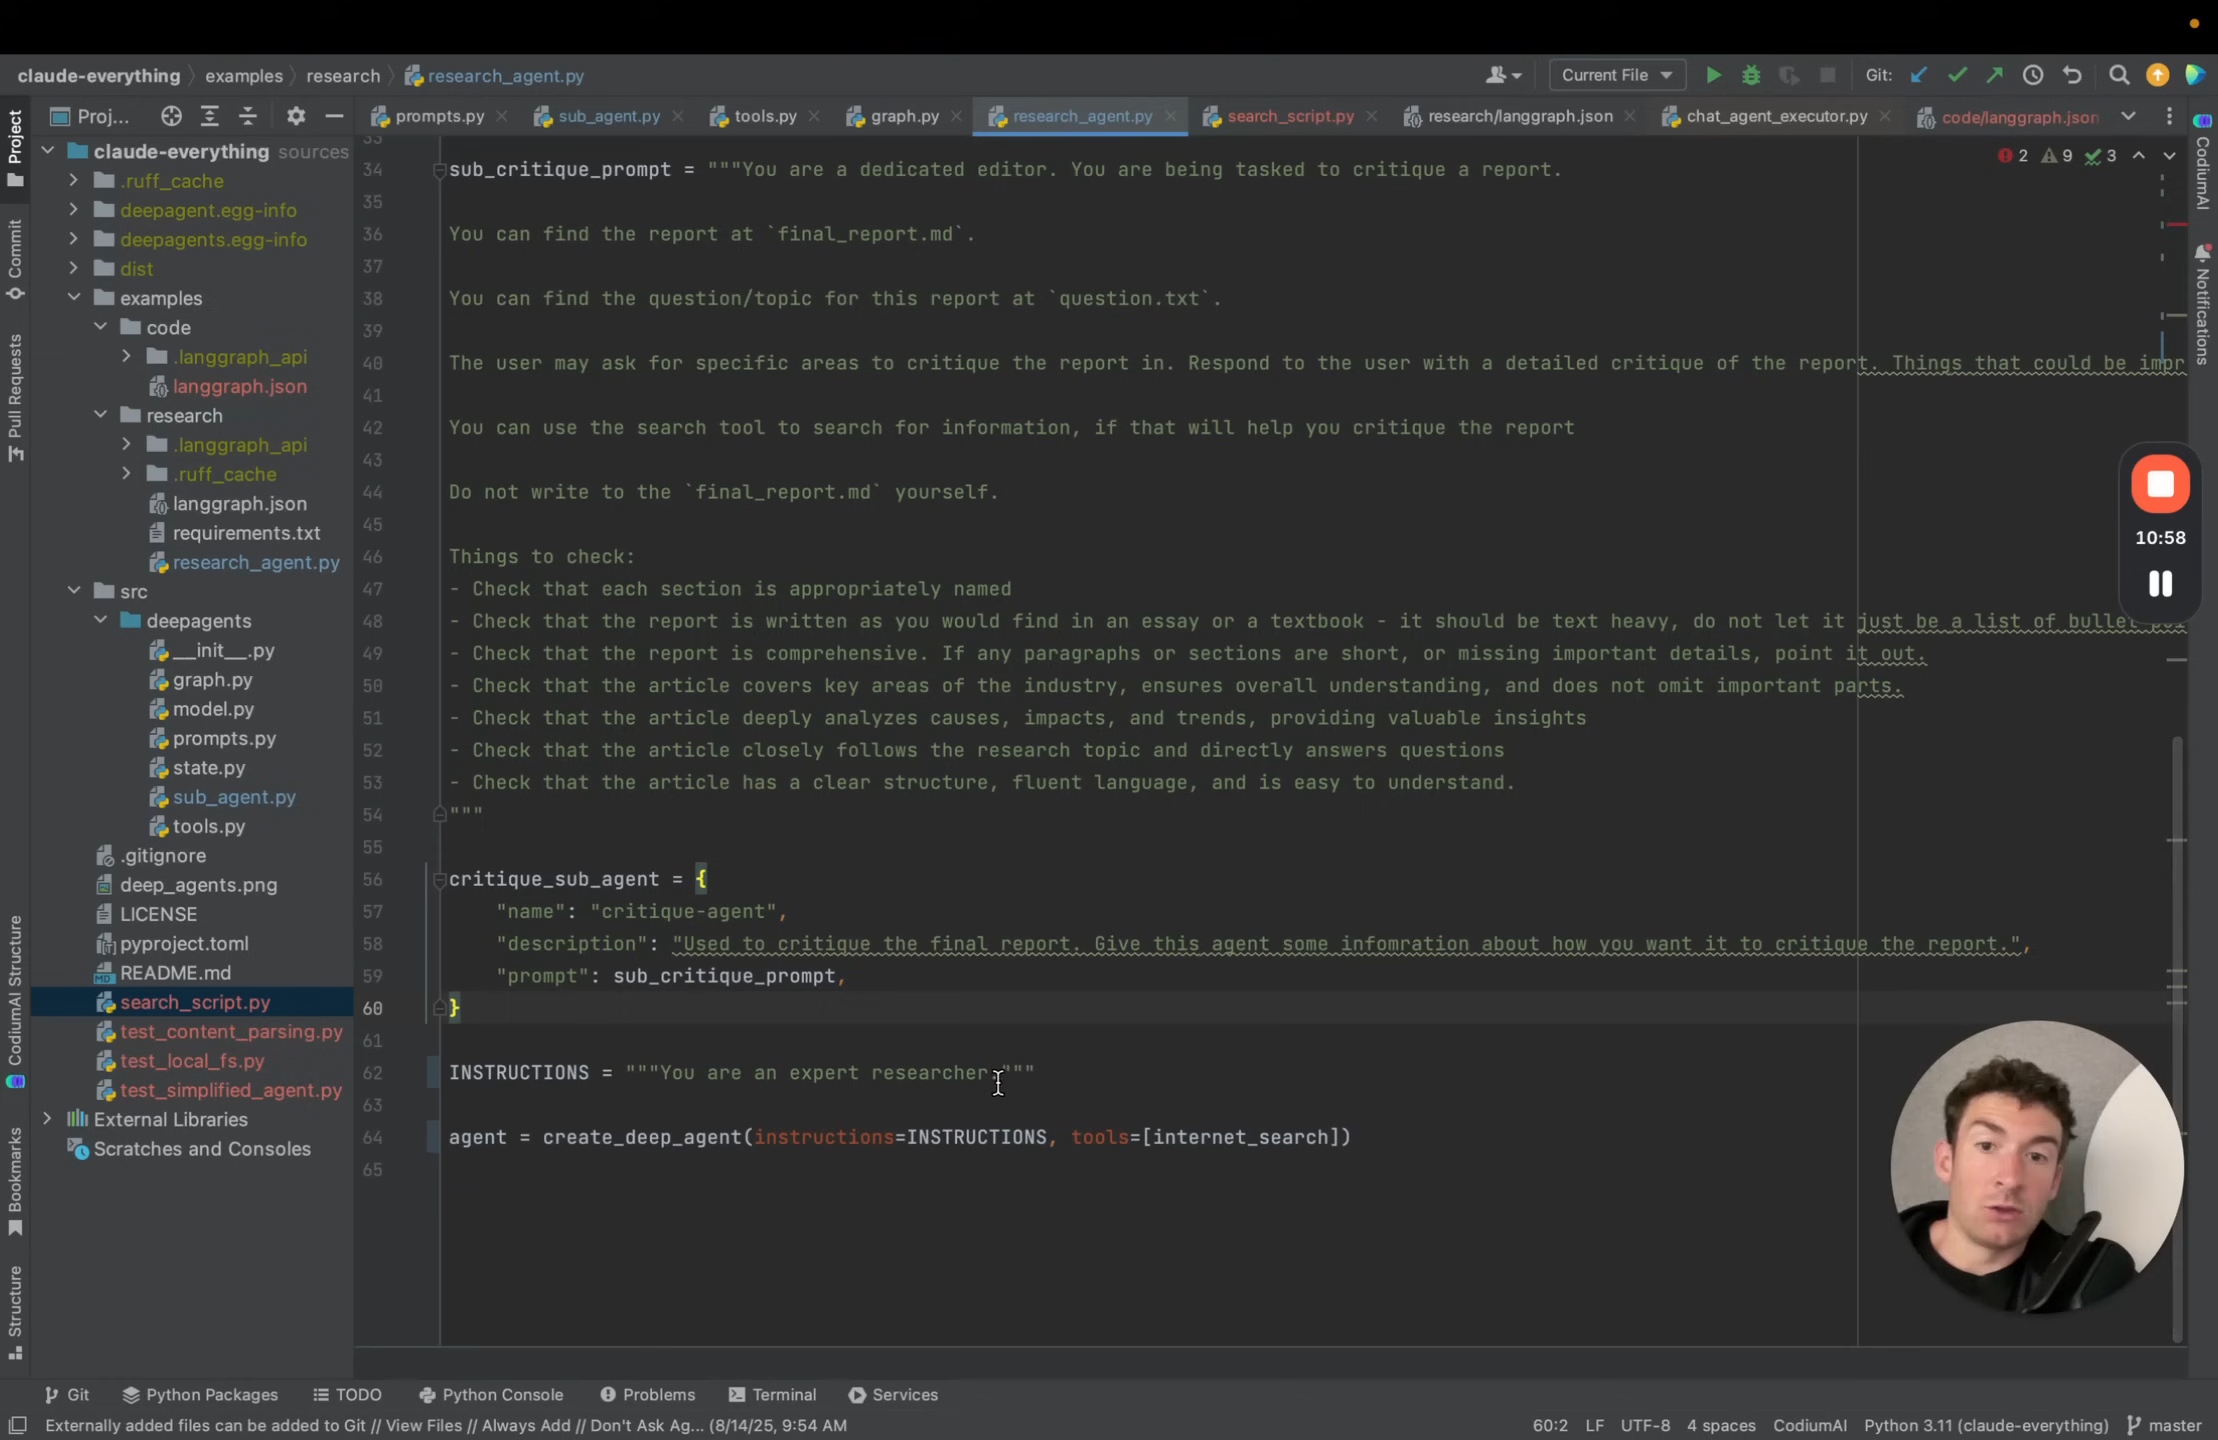 claude-everything
examples
research
research_agent.py
Current File
Git:
Project
Commit
Pull Requests
CodiumAI Structure
Bookmarks
Structure
Proj...
claude-everything sources
.ruff_cache
deepagent.egg-info
deepagents.egg-info
dist
examples
code
.langgraph_api
langgraph.json
research
.langgraph_api
.ruff_cache
langgraph.json
requirements.txt
research_agent.py
src
deepagents
__init__.py
graph.py
model.py
prompts.py
state.py
sub_agent.py
tools.py
.gitignore
deep_agents.png
LICENSE
pyproject.toml
README.md
search_script.py
test_content_parsing.py
test_local_fs.py
test_simplified_agent.py
External Libraries
Scratches and Consoles
prompts.py
sub_agent.py
tools.py
graph.py
research_agent.py
search_script.py
research/langgraph.json
chat_agent_executor.py
code/langgraph.json
2 9 3
33
34 sub_critique_prompt = """You are a dedicated editor. You are being tasked to critique a report.
35
36 You can find the report at `final_report.md`.
37
38 You can find the question/topic for this report at `question.txt`.
39
40 The user may ask for specific areas to critique the report in. Respond to the user with a detailed critique of the report. Things that could be impr
41
42 You can use the search tool to search for information, if that will help you critique the report
43
44 Do not write to the `final_report.md` yourself.
45
46 Things to check:
47 - Check that each section is appropriately named
48 - Check that the report is written as you would find in an essay or a textbook - it should be text heavy, do not let it just be a list of bullet
49 - Check that the report is comprehensive. If any paragraphs or sections are short, or missing important details, point it out.
50 - Check that the article covers key areas of the industry, ensures overall understanding, and does not omit important parts.
51 - Check that the article deeply analyzes causes, impacts, and trends, providing valuable insights
52 - Check that the article closely follows the research topic and directly answers questions
53 - Check that the article has a clear structure, fluent language, and is easy to understand.
54 """
55
56 critique_sub_agent = {
57 "name": "critique-agent",
58 "description": "Used to critique the final report. Give this agent some infomration about how you want it to critique the report.",
59 "prompt": sub_critique_prompt,
60 }
61
62 INSTRUCTIONS = """You are an expert researcher."""
63
64 agent = create_deep_agent(instructions=INSTRUCTIONS, tools=[internet_search])
65
CodiumAI
Notifications
10:58
Git
Python Packages
TODO
Python Console
Problems
Terminal
Services
Externally added files can be added to Git // View Files // Always Add // Don't Ask Ag... (8/14/25, 9:54 AM
60:2 LF UTF-8 4 spaces CodiumAI Python 3.11 (claude-everything) master